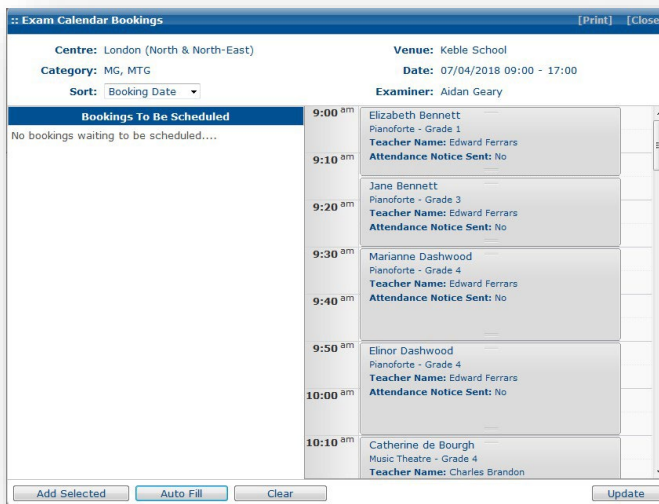 :: Exam Calendar Bookings
[Print] [Close
Centre: London (North & North-East)
Venue: Keble School
Category: MG, MTG
Date: 07/04/2018 09:00 - 17:00
Sort: Booking Date
Examiner: Aidan Geary
Bookings To Be Scheduled
No bookings waiting to be scheduled....
9:00 am
Elizabeth Bennett
Pianoforte - Grade 1
Teacher Name: Edward Ferrars
9:10 am
Attendance Notice Sent: No
Jane Bennett
Pianoforte - Grade 3
9:20 am
Teacher Name: Edward Ferrars
Attendance Notice Sent: No
9:30 am
Marianne Dashwood
Pianoforte - Grade 4
Teacher Name: Edward Ferrars
9:40 am
Attendance Notice Sent: No
9:50 am
Elinor Dashwood
Pianoforte - Grade 4
Teacher Name: Edward Ferrars
10:00 am
Attendance Notice Sent: No
10:10 am
Catherine de Bourgh
Music Theatre - Grade 4
Teacher Name: Charles Brandon
Add Selected
Auto Fill
Clear
Update